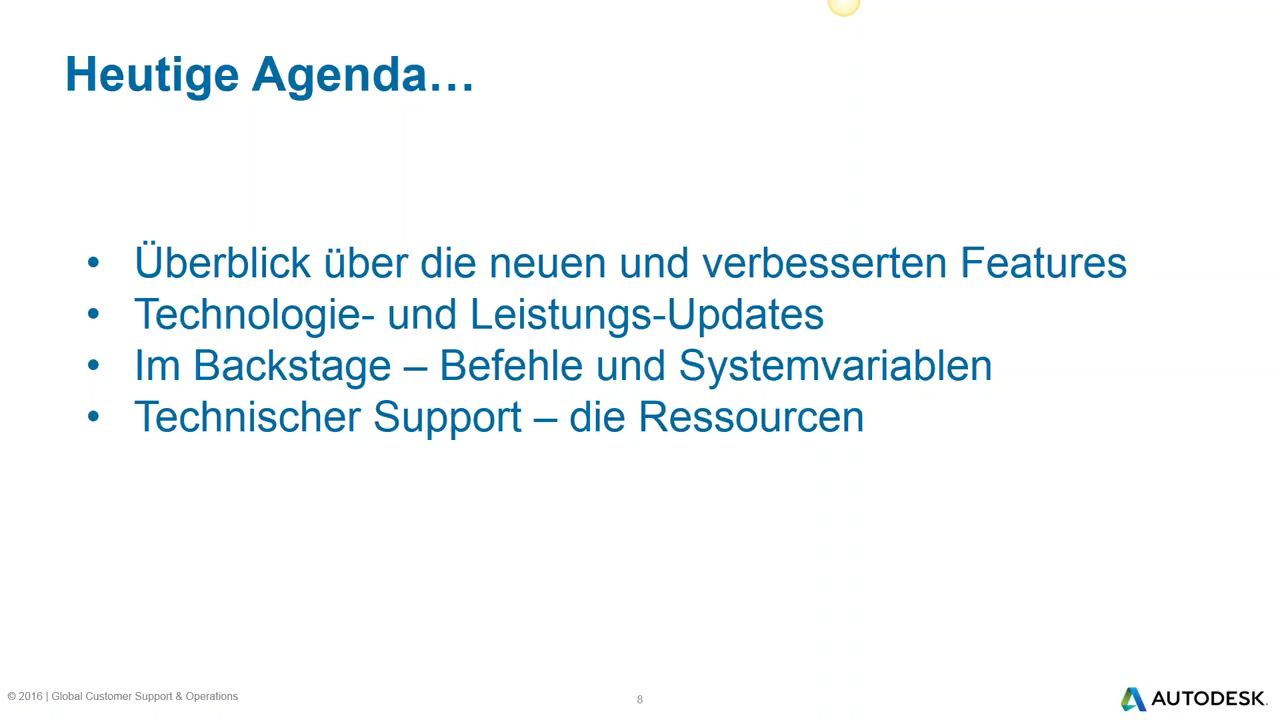 Heutige Agenda…
• Überblick über die neuen und verbesserten Features
• Technologie- und Leistungs-Updates
• Im Backstage – Befehle und Systemvariablen
• Technischer Support – die Ressourcen
© 2016 | Global Customer Support & Operations
8
AUTODESK.